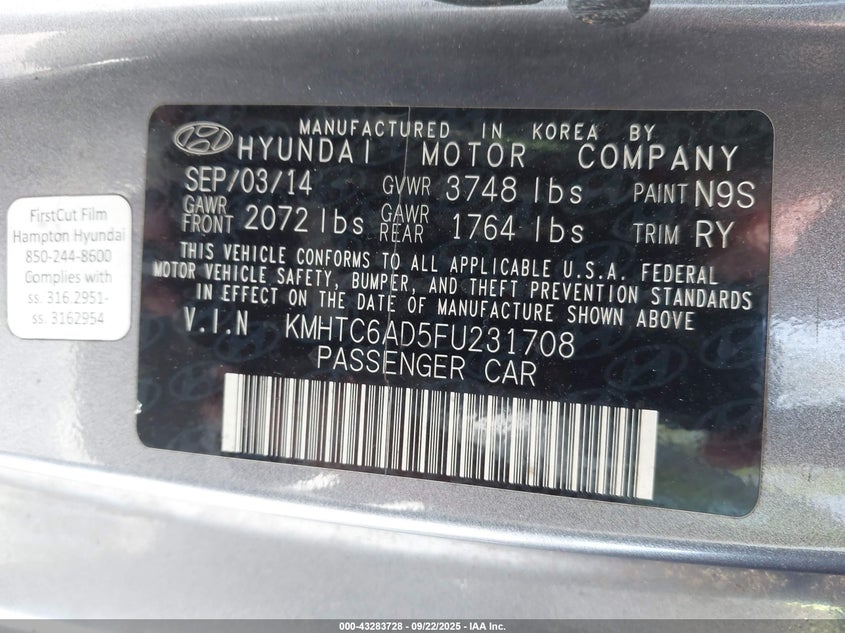 MANUFACTURED IN KOREA BY
HYUNDAI MOTOR COMPANY
SEP/03/14 GVWR 3748 lbs PAINT N9S
GAWR FRONT 2072 lbs GAWR REAR 1764 lbs TRIM RY
THIS VEHICLE CONFORMS TO ALL APPLICABLE U.S.A. FEDERAL
MOTOR VEHICLE SAFETY, BUMPER, AND THEFT PREVENTION STANDARDS
IN EFFECT ON THE DATE OF MANUFACTURE SHOWN ABOVE
V.I.N KMHTC6AD5FU231708
PASSENGER CAR
FirstCut Film
Hampton Hyundai
850-244-8600
Complies with
ss. 316.2951-
ss. 3162954
000-43283728 - 09/22/2025 - IAA Inc.